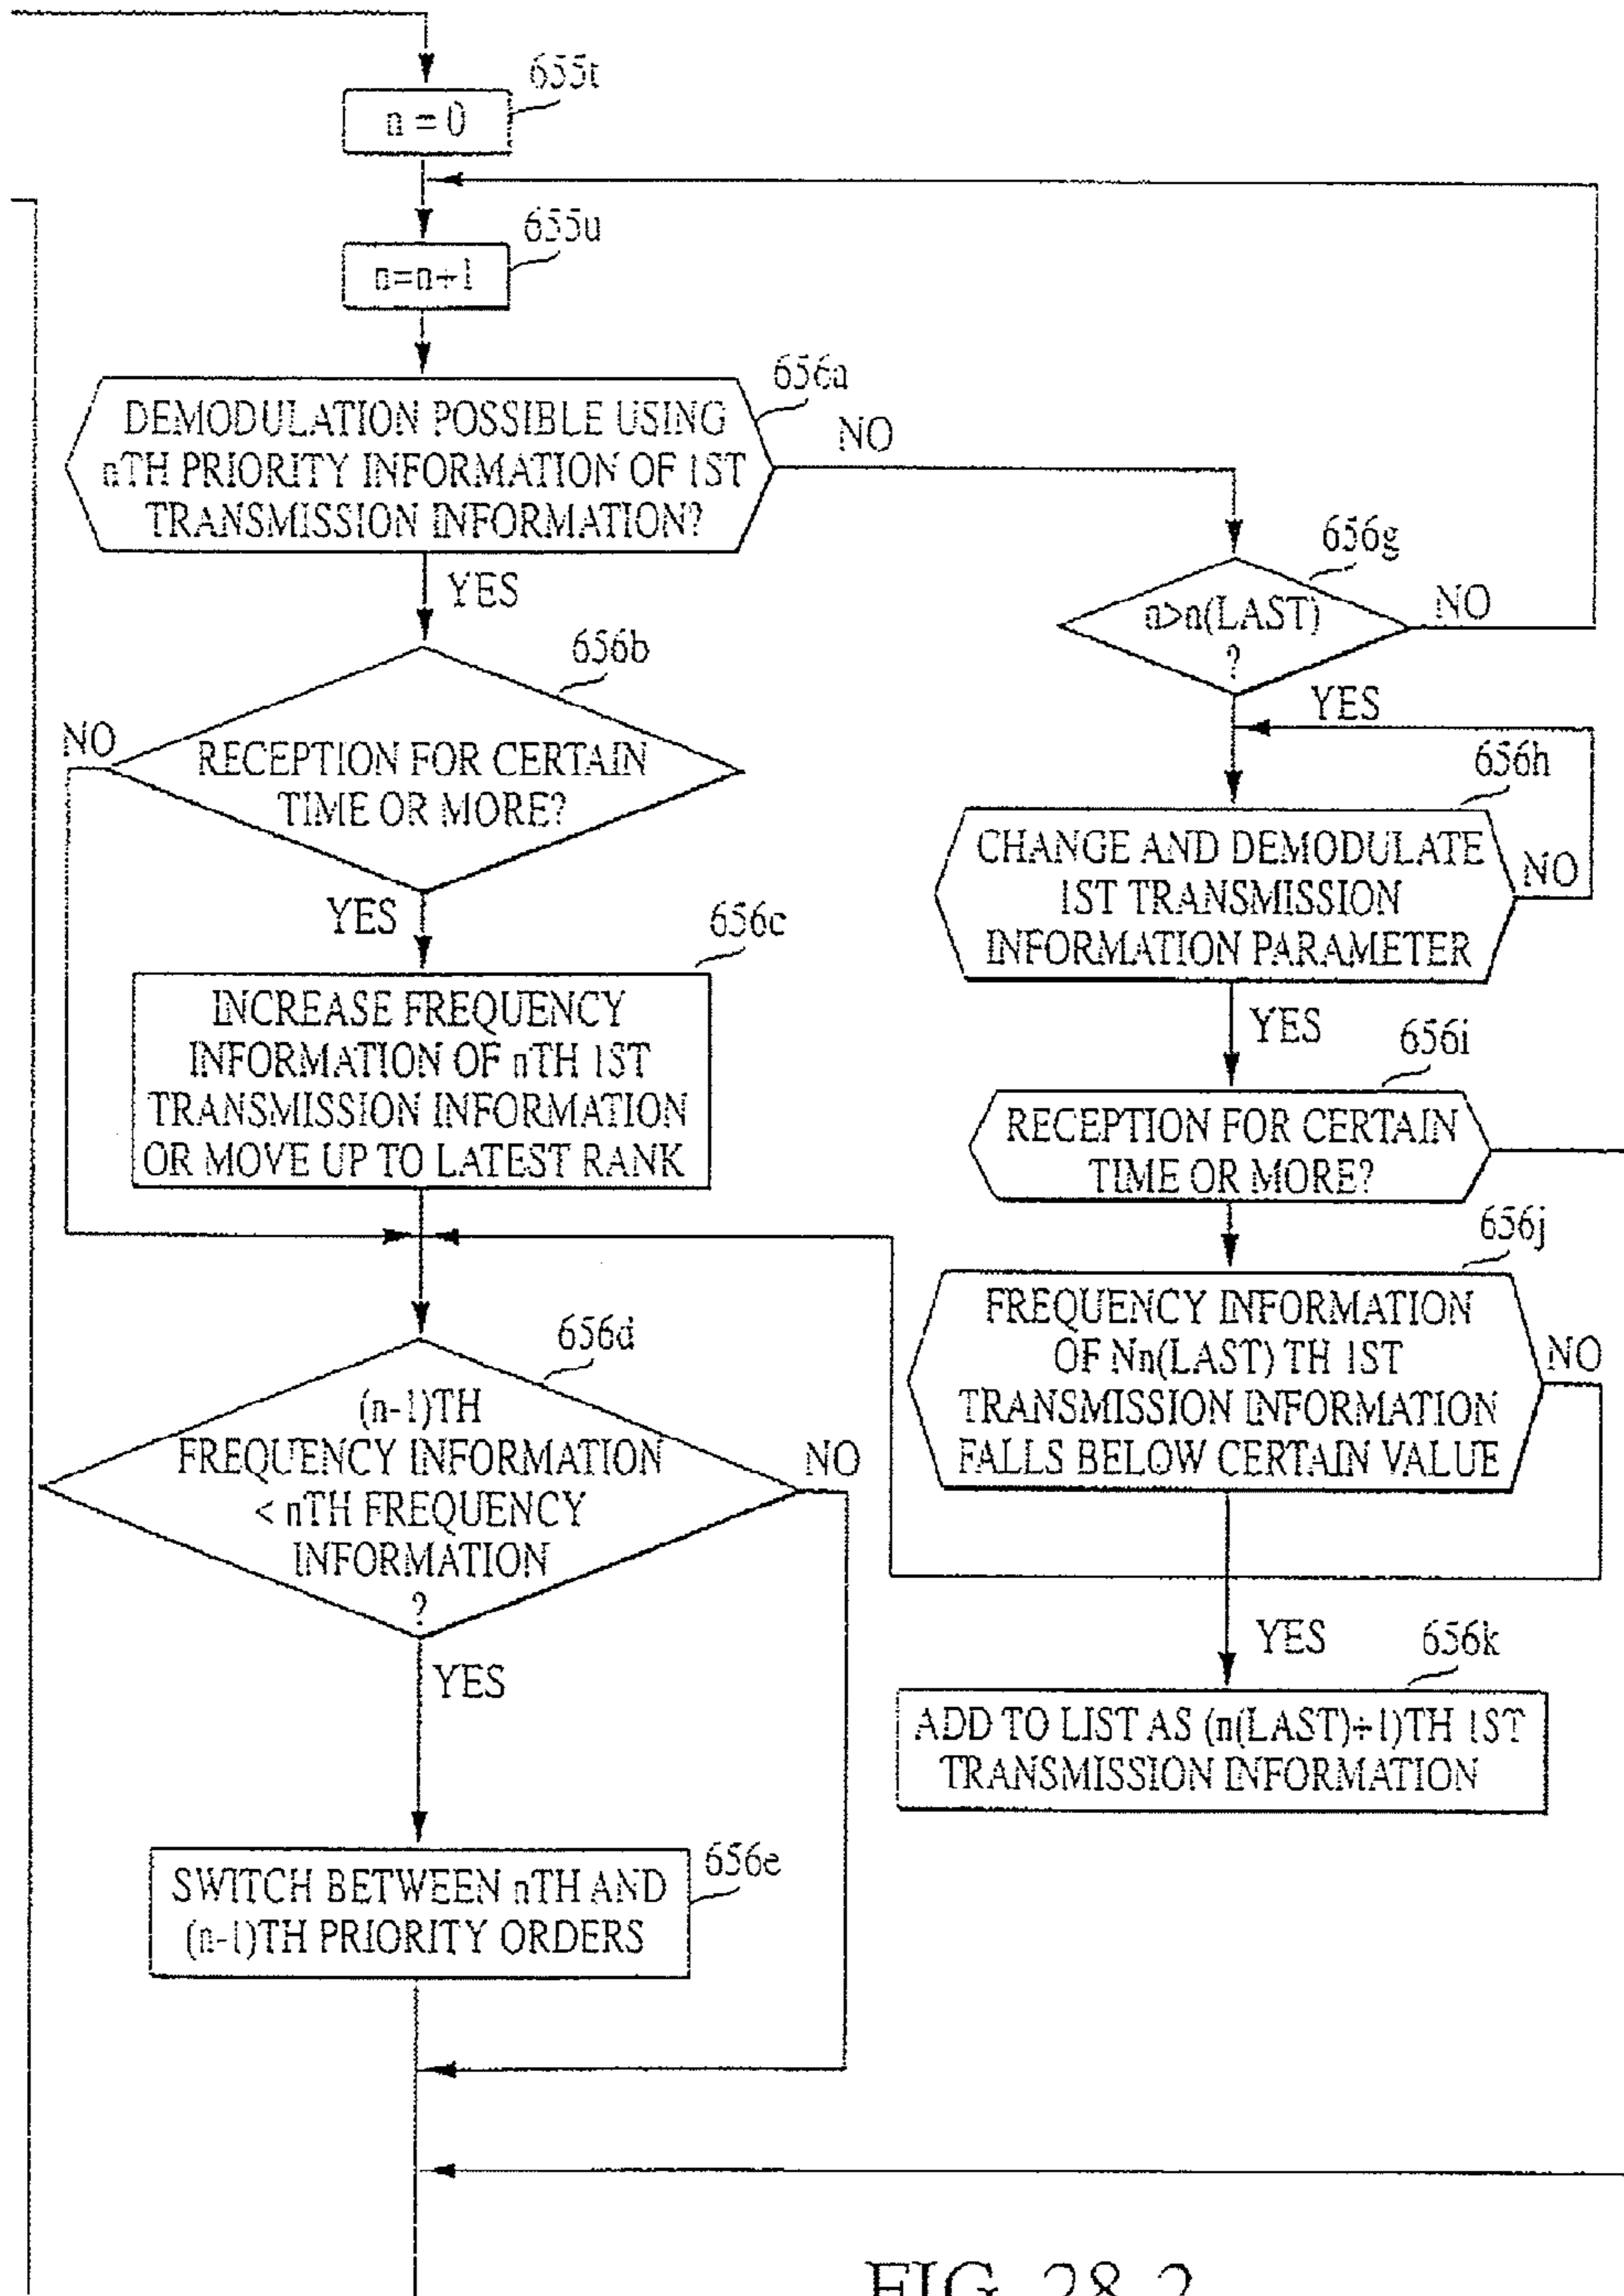 655t
n = 0
655u
n=n+1
656a
DEMODULATION POSSIBLE USING
nTH PRIORITY INFORMATION OF 1ST
TRANSMISSION INFORMATION?
NO
YES
656g
n>n(LAST)
?
NO
YES
656b
NO
RECEPTION FOR CERTAIN
TIME OR MORE?
YES
656h
CHANGE AND DEMODULATE
1ST TRANSMISSION
INFORMATION PARAMETER
NO
YES
656c
INCREASE FREQUENCY
INFORMATION OF nTH 1ST
TRANSMISSION INFORMATION
OR MOVE UP TO LATEST RANK
656i
RECEPTION FOR CERTAIN
TIME OR MORE?
656j
FREQUENCY INFORMATION
OF Nn(LAST) TH 1ST
TRANSMISSION INFORMATION
FALLS BELOW CERTAIN VALUE
NO
YES
656d
(n-1)TH
FREQUENCY INFORMATION
< nTH FREQUENCY
INFORMATION
?
NO
YES
656k
ADD TO LIST AS (n(LAST)+1)TH 1ST
TRANSMISSION INFORMATION
656e
SWITCH BETWEEN nTH AND
(n-1)TH PRIORITY ORDERS
FIG. 28-2